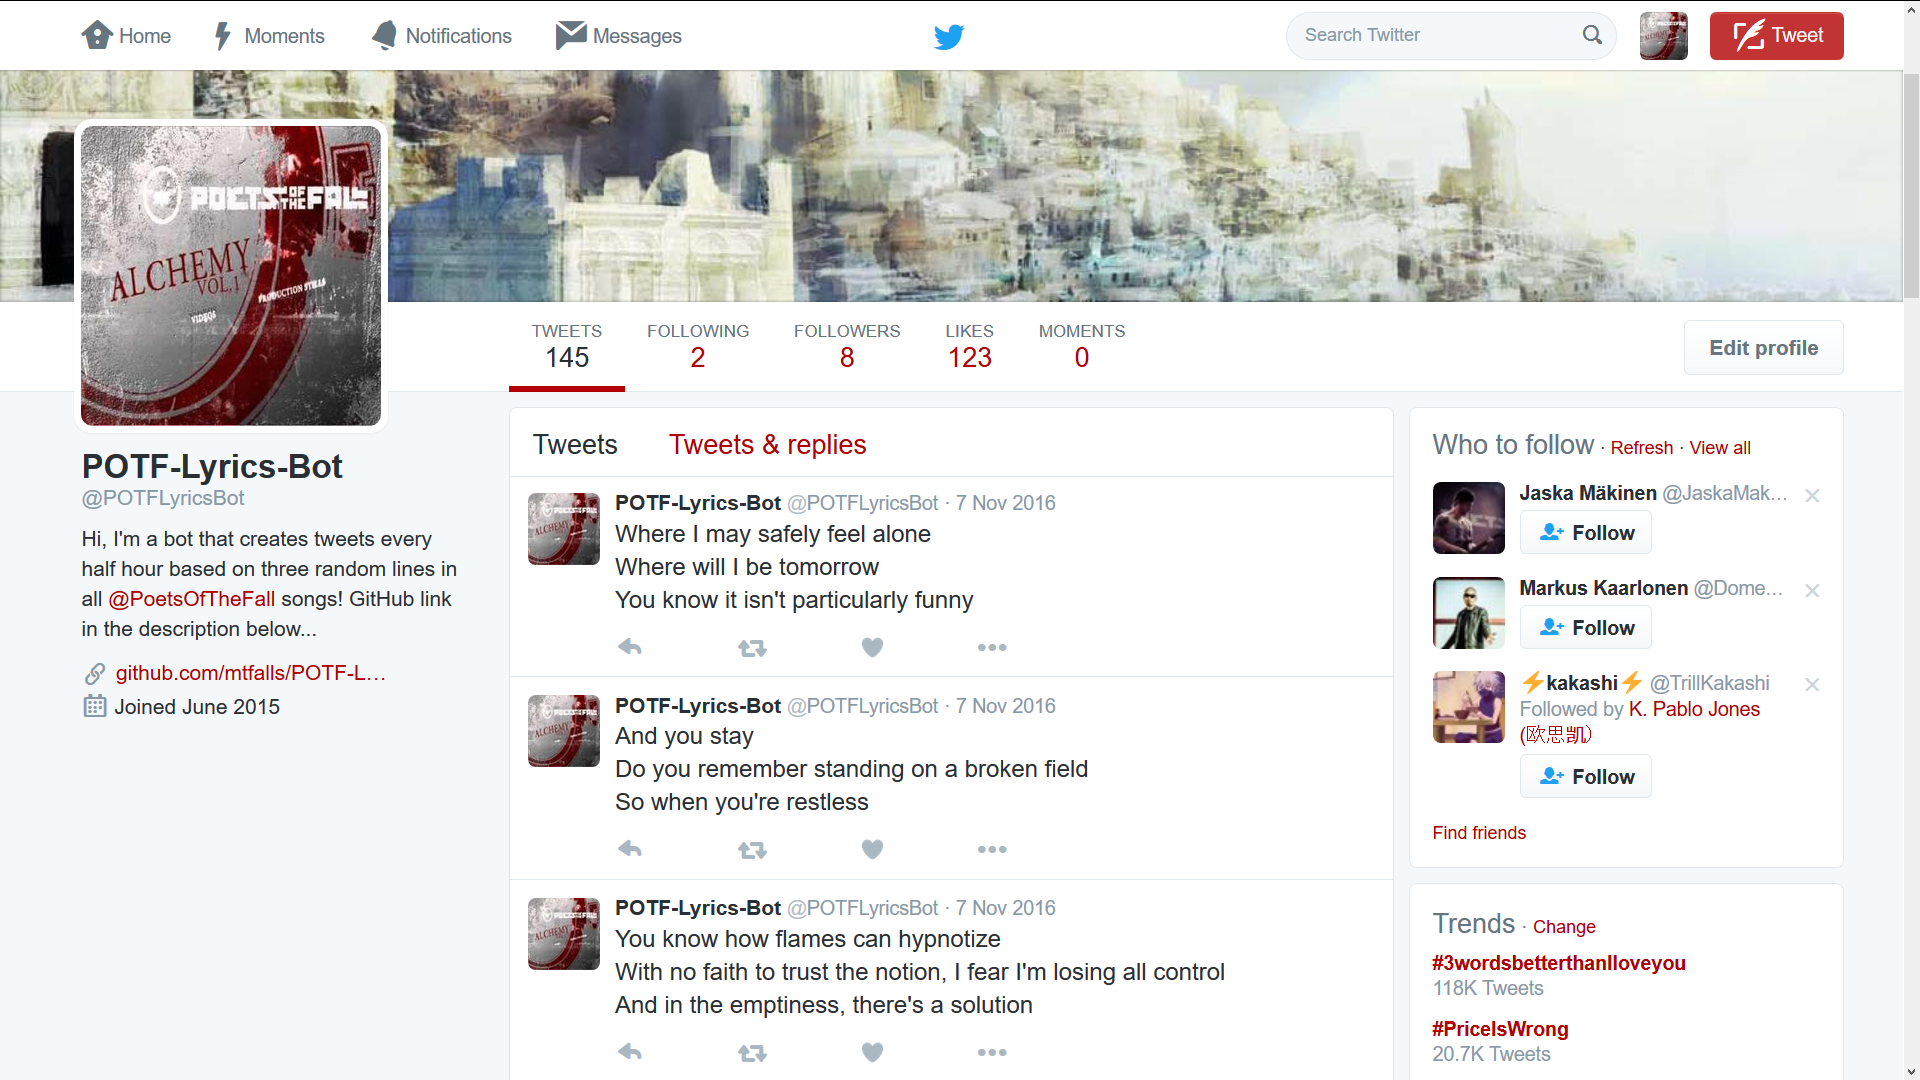 Home
Moments
Notifications
Messages
Search Twitter
Tweet
POETS OF THE FALL
ALCHEMY
VOL.1
PRODUCTION STILLS
VIDEOS
TWEETS
145
FOLLOWING
2
FOLLOWERS
8
LIKES
123
MOMENTS
0
Edit profile
POTF-Lyrics-Bot
@POTFLyricsBot
Hi, I'm a bot that creates tweets every
half hour based on three random lines in
all @PoetsOfTheFall songs! GitHub link
in the description below...
github.com/mtfalls/POTF-L…
Joined June 2015
Tweets
Tweets & replies
POTF-Lyrics-Bot @POTFLyricsBot · 7 Nov 2016
Where I may safely feel alone
Where will I be tomorrow
You know it isn't particularly funny
POTF-Lyrics-Bot @POTFLyricsBot · 7 Nov 2016
And you stay
Do you remember standing on a broken field
So when you're restless
POTF-Lyrics-Bot @POTFLyricsBot · 7 Nov 2016
You know how flames can hypnotize
With no faith to trust the notion, I fear I'm losing all control
And in the emptiness, there's a solution
Who to follow · Refresh · View all
Jaska Mäkinen @JaskaMak...
Follow
Markus Kaarlonen @Dome...
Follow
⚡kakashi⚡ @TrillKakashi
Followed by K. Pablo Jones
(欧思凯)
Follow
Find friends
Trends · Change
#3wordsbetterthanIloveyou
118K Tweets
#PriceIsWrong
20.7K Tweets